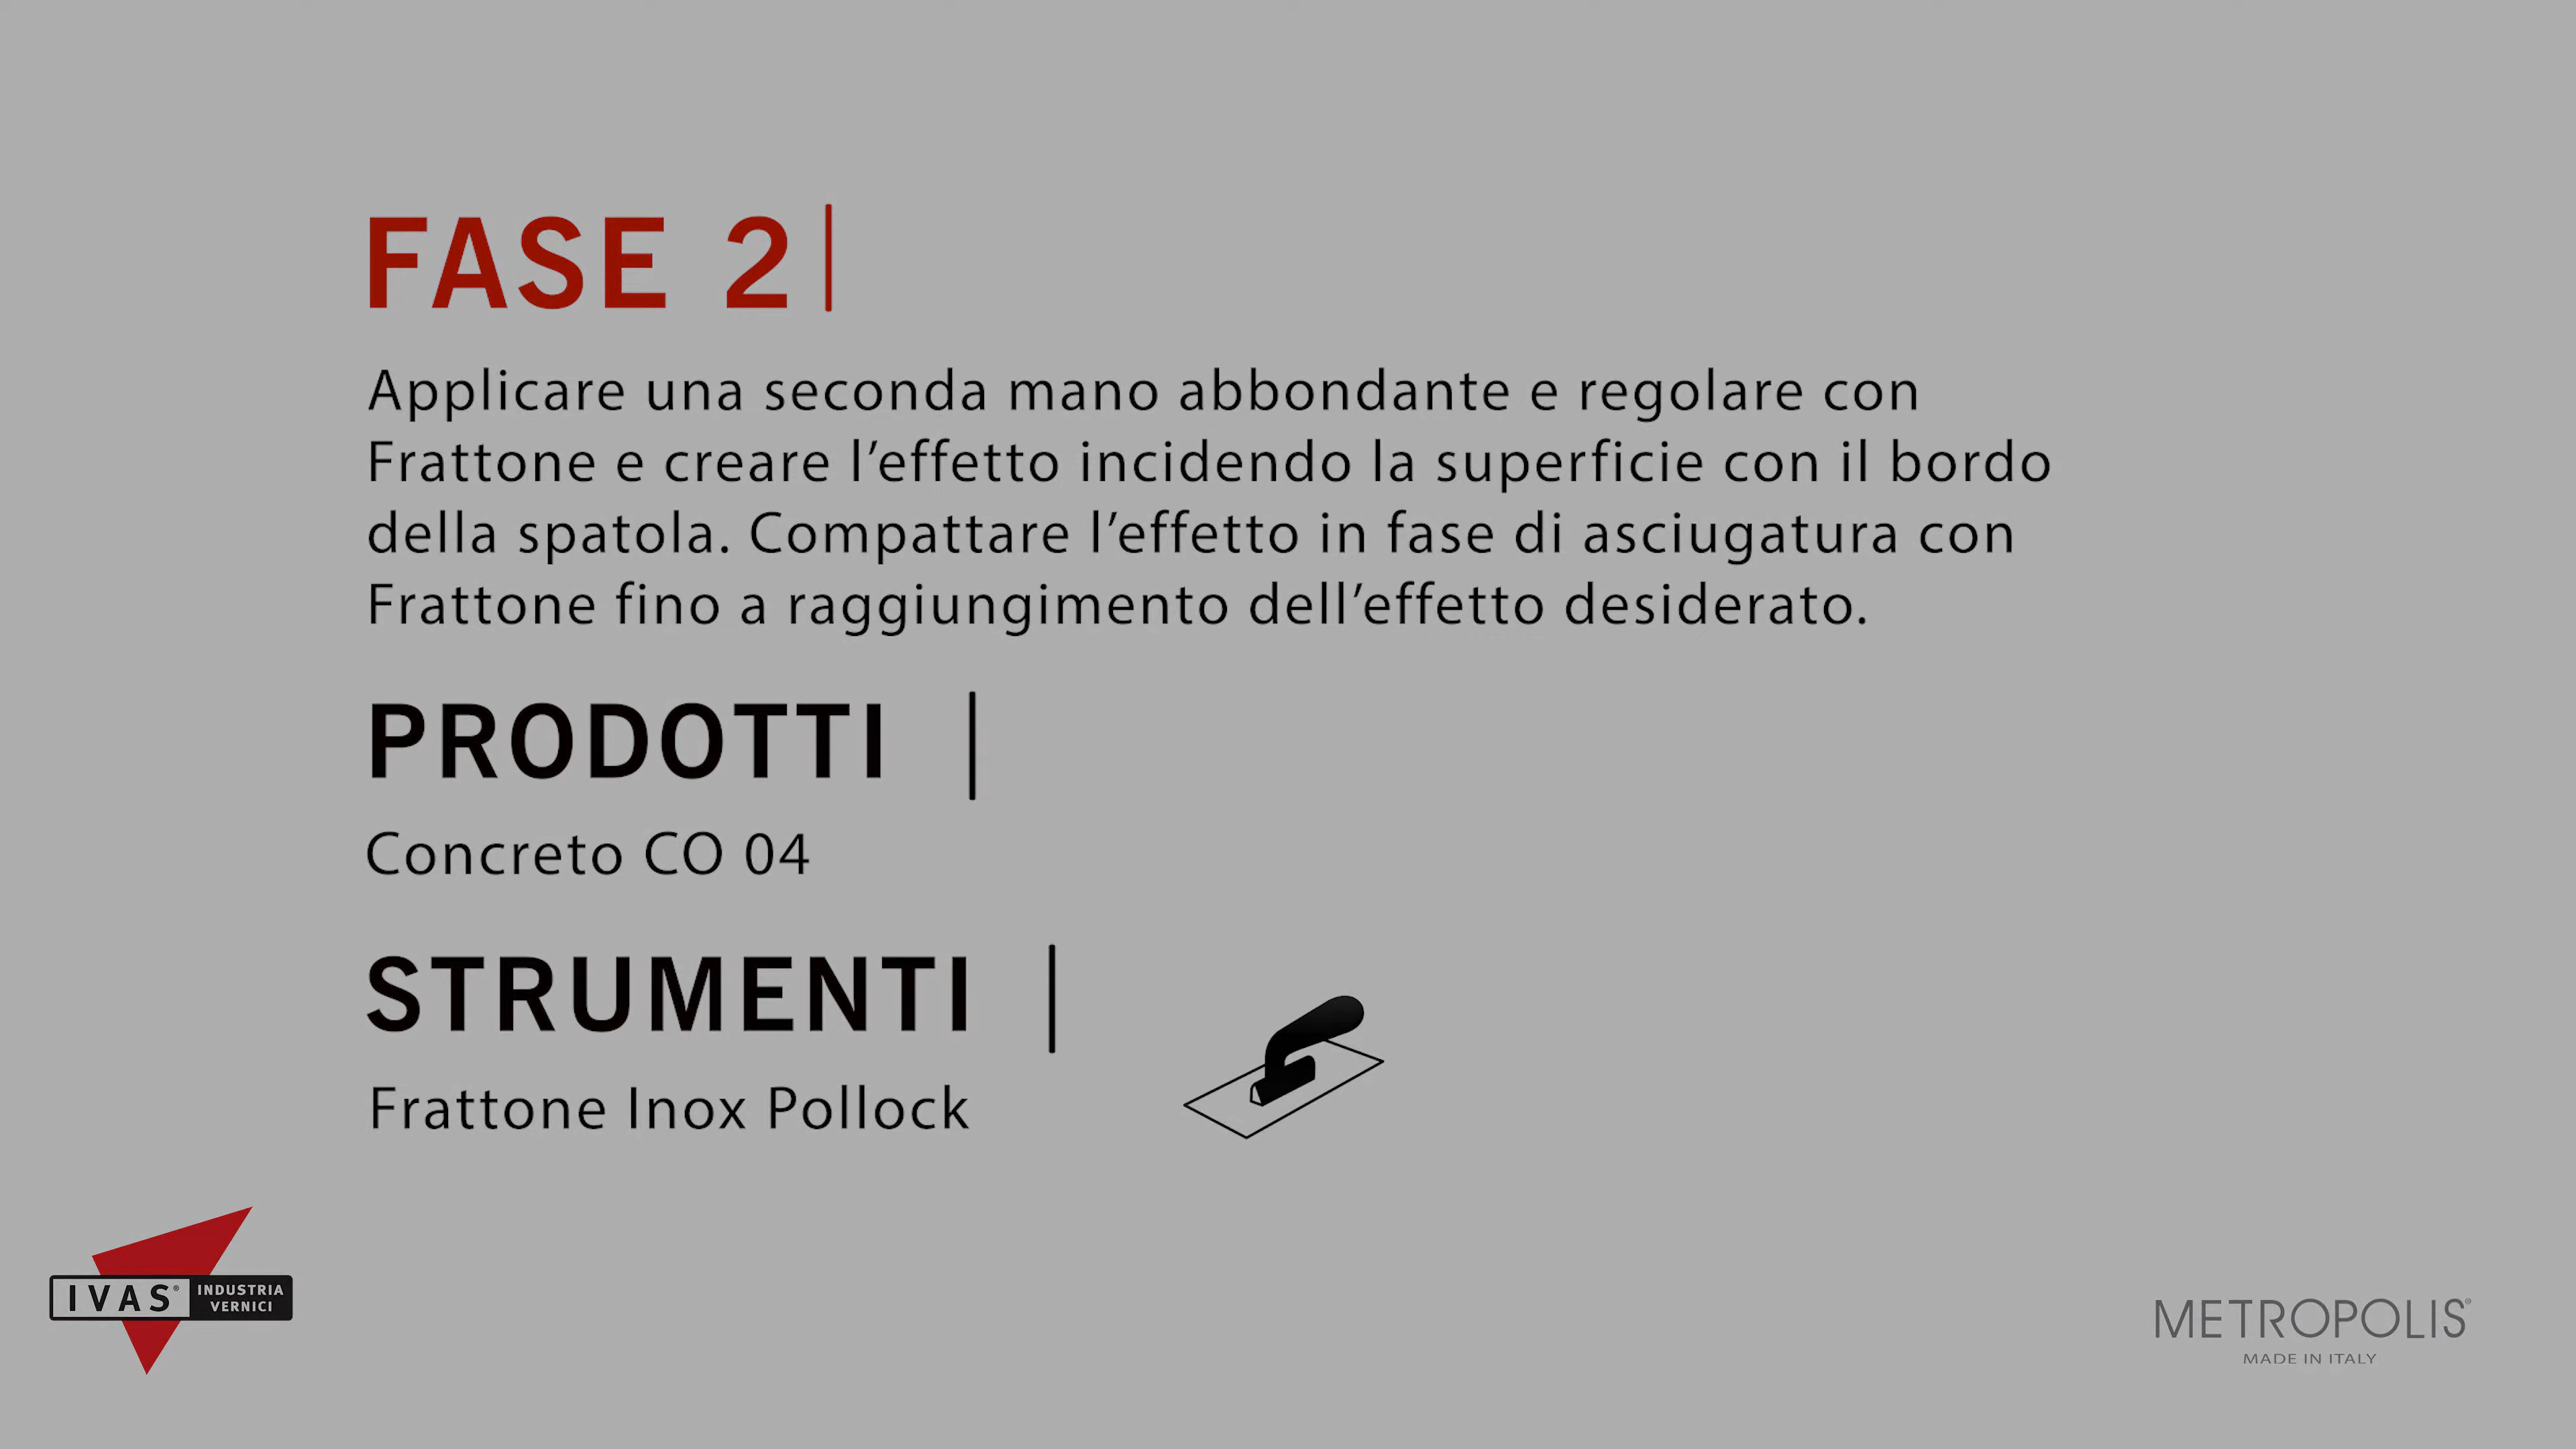 FASE 2|
Applicare una seconda mano abbondante e regolare con
Frattone e creare l’effetto incidendo la superficie con il bordo
della spatola. Compattare l’effetto in fase di asciugatura con
Frattone fino a raggiungimento dell’effetto desiderato.
PRODOTTI |
Concreto CO 04
STRUMENTI |
Frattone Inox Pollock
IVAS® INDUSTRIA
VERNICI
METROPOLIS®
MADE IN ITALY